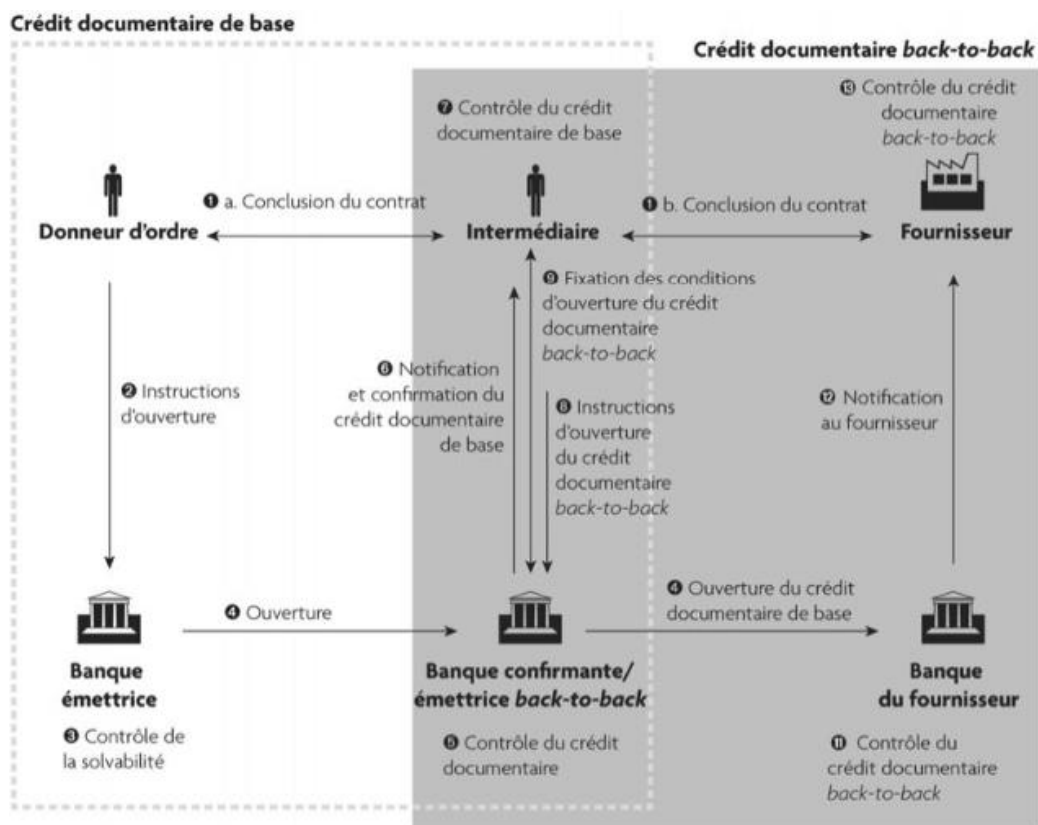 Crédit documentaire de base
Crédit documentaire back-to-back
❼ Contrôle du crédit
documentaire de base
⓭ Contrôle du crédit
documentaire
back-to-back
❶ a. Conclusion du contrat
❶ b. Conclusion du contrat
Donneur d'ordre
Intermédiaire
Fournisseur
❷ Instructions
d'ouverture
❻ Notification
et confirmation du
crédit documentaire
de base
❾ Fixation des conditions
d'ouverture du crédit
documentaire
back-to-back
❽ Instructions
d'ouverture
du crédit
documentaire
back-to-back
⓬ Notification
au fournisseur
❹ Ouverture
❹ Ouverture du crédit
documentaire de base
Banque
émettrice
❸ Contrôle de
la solvabilité
Banque confirmante/
émettrice back-to-back
❺ Contrôle du crédit
documentaire
Banque
du fournisseur
⓫ Contrôle du
crédit documentaire
back-to-back